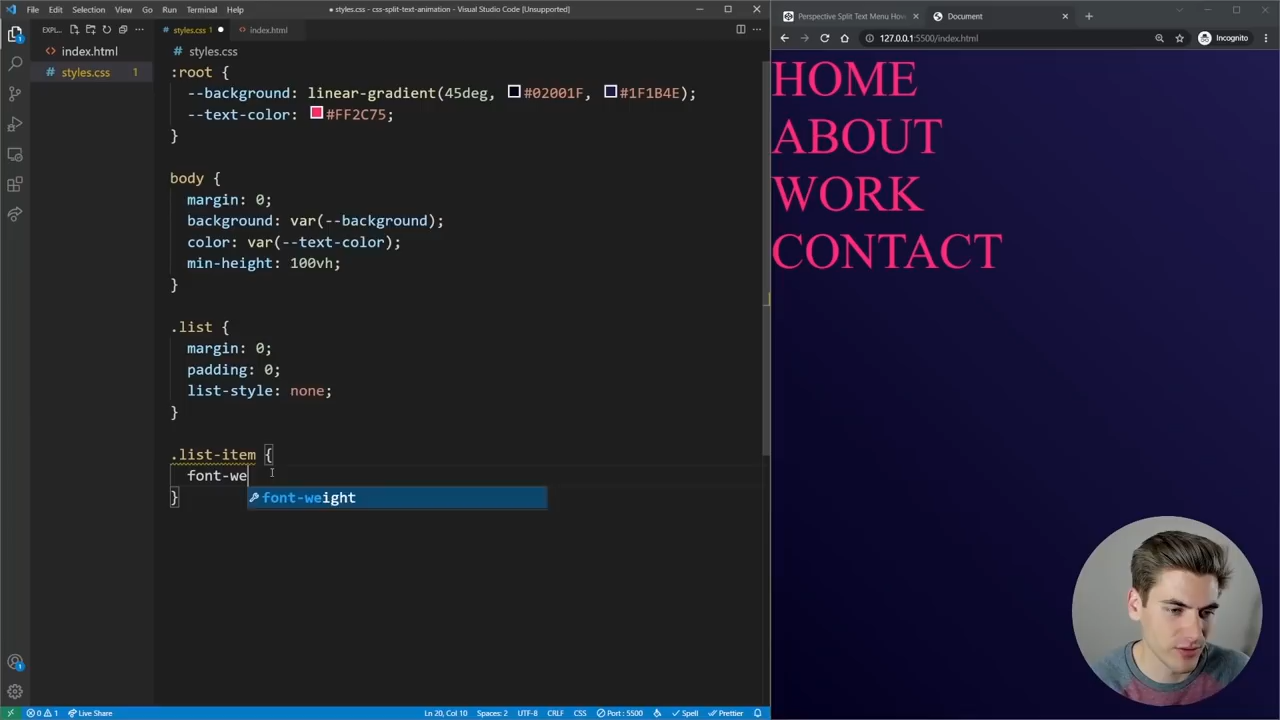 File Edit Selection View Go Run Terminal Help
● styles.css - css-split-text-animation - Visual Studio Code [Unsupported]
EXPL...
index.html
# styles.css 1
# styles.css 1 ●
<> index.html
# styles.css
:root {
--background: linear-gradient(45deg, #02001F, #1F1B4E);
--text-color: #FF2C75;
}
body {
margin: 0;
background: var(--background);
color: var(--text-color);
min-height: 100vh;
}
.list {
margin: 0;
padding: 0;
list-style: none;
}
.list-item {
font-we
font-weight
}
0 1
Live Share
Ln 20, Col 10
Spaces: 2
UTF-8
CRLF
CSS
Port : 5500
Spell
Prettier
Perspective Split Text Menu Hov
Document
127.0.0.1:5500/index.html
Incognito
HOME
ABOUT
WORK
CONTACT